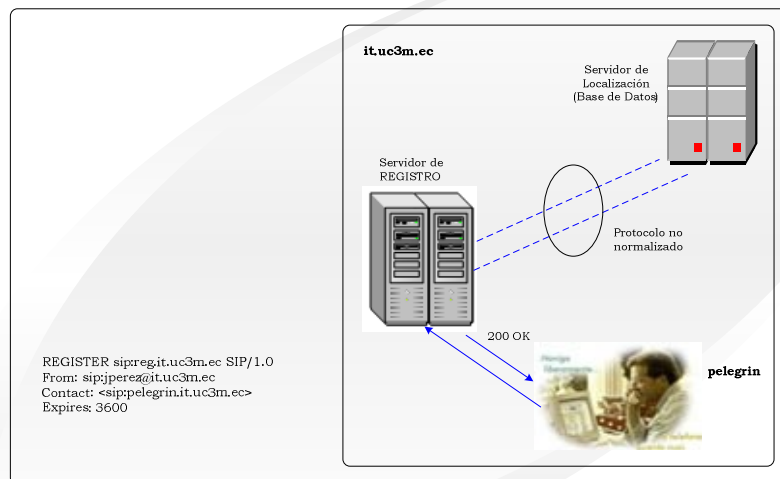 it.uc3m.ec
Servidor de
Localización
(Base de Datos)
Servidor de
REGISTRO
Protocolo no
normalizado
200 OK
Navega
libremente
pelegrin
REGISTER sip:reg.it.uc3m.ec SIP/1.0
From: sip:jperez@it.uc3m.ec
Contact: <sip:pelegrin.it.uc3m.ec>
Expires: 3600